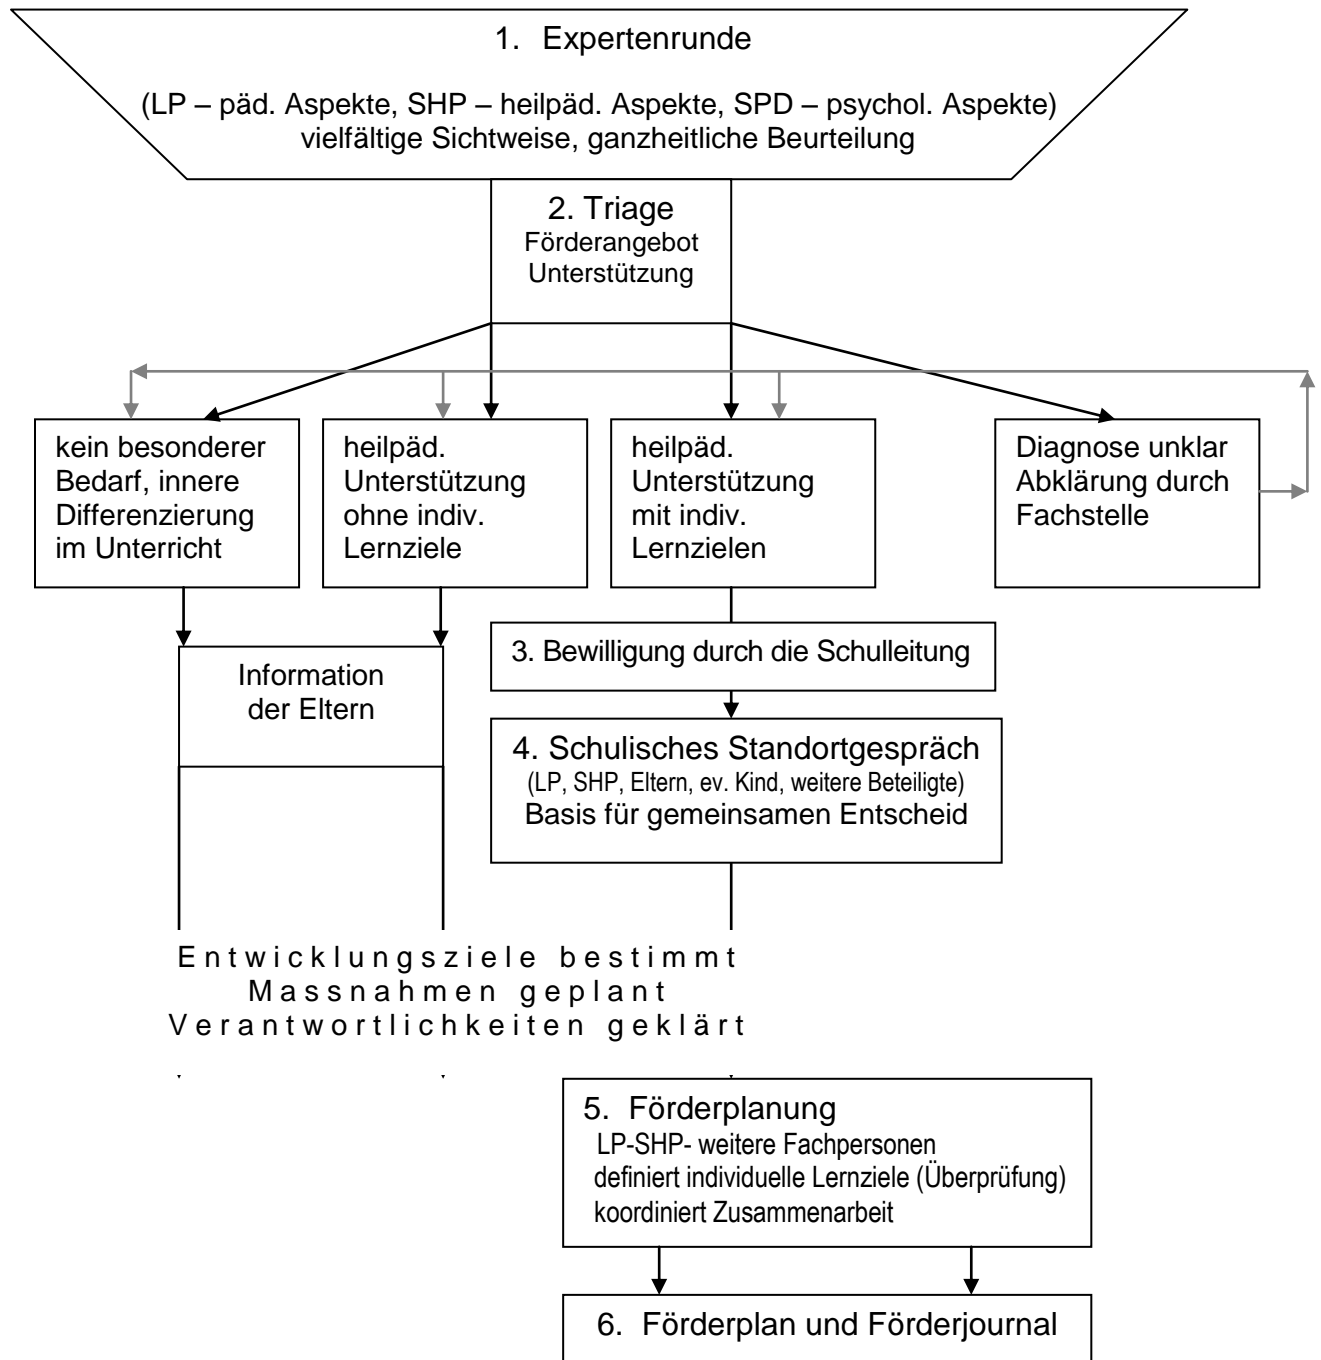 1. Expertenrunde
(LP – päd. Aspekte, SHP – heilpäd. Aspekte, SPD – psychol. Aspekte)
vielfältige Sichtweise, ganzheitliche Beurteilung
2. Triage
Förderangebot
Unterstützung
kein besonderer
Bedarf, innere
Differenzierung
im Unterricht
heilpäd.
Unterstützung
ohne indiv.
Lernziele
heilpäd.
Unterstützung
mit indiv.
Lernzielen
Diagnose unklar
Abklärung durch
Fachstelle
Information
der Eltern
3. Bewilligung durch die Schulleitung
4. Schulisches Standortgespräch
(LP, SHP, Eltern, ev. Kind, weitere Beteiligte)
Basis für gemeinsamen Entscheid
Entwicklungsziele bestimmt
Massnahmen geplant
Verantwortlichkeiten geklärt
5. Förderplanung
LP-SHP- weitere Fachpersonen
definiert individuelle Lernziele (Überprüfung)
koordiniert Zusammenarbeit
6. Förderplan und Förderjournal